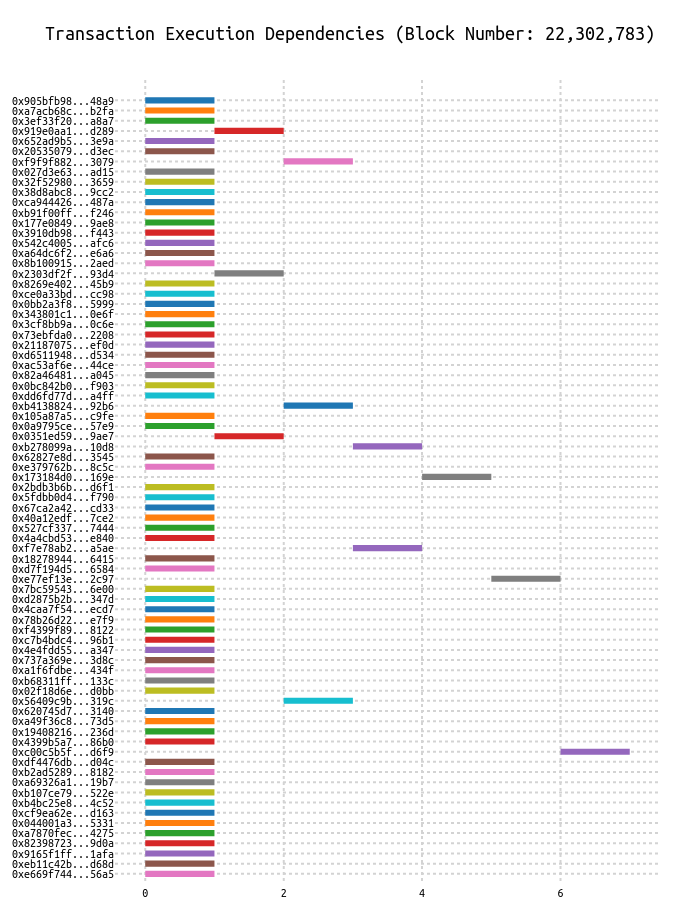 Transaction Execution Dependencies (Block Number: 22,302,783)
0x905bfb98...48a9
0xa7acb68c...b2fa
0x3ef33f20...a8a7
0x919e0aa1...d289
0x652ad9b5...3e9a
0x20535079...d3ec
0xf9f9f882...3079
0x027d3e63...ad15
0x32f52980...3659
0x38d8abc8...9cc2
0xca944426...487a
0xb91f00ff...f246
0x177e0849...9ae8
0x3910db98...f443
0x542c4005...afc6
0xa64dc6f2...e6a6
0x8b100915...2aed
0x2303df2f...93d4
0x8269e402...45b9
0xce0a33bd...cc98
0x0bb2a3f8...5999
0x343801c1...0e6f
0x3cf8bb9a...0c6e
0x73ebfda0...2208
0x21187075...ef0d
0xd6511948...d534
0xac53af6e...44ce
0x82a46481...a045
0x0bc842b0...f903
0xdd6fd77d...a4ff
0xb4138824...92b6
0x105a87a5...c9fe
0x0a9795ce...57e9
0x0351ed59...9ae7
0xb278099a...10d8
0x62827e8d...3545
0xe379762b...8c5c
0x173184d0...169e
0x2bdb3b6b...d6f1
0x5fdbb0d4...f790
0x67ca2a42...cd33
0x40a12edf...7ce2
0x527cf337...7444
0x4a4cbd53...e840
0xf7e78ab2...a5ae
0x18278944...6415
0xd7f194d5...6584
0xe77ef13e...2c97
0x7bc59543...6e00
0xd2875b2b...347d
0x4caa7f54...ecd7
0x78b26d22...e7f9
0xf4399f89...8122
0xc7b4bdc4...96b1
0x4e4fdd55...a347
0x737a369e...3d8c
0xa1f6fdbe...434f
0xb68311ff...133c
0x02f18d6e...d0bb
0x56409c9b...319c
0x620745d7...3140
0xa49f36c8...73d5
0x19408216...236d
0x4399b5a7...86b0
0xc00c5b5f...d6f9
0xdf4476db...d04c
0xb2ad5289...8182
0xa69326a1...19b7
0xb107ce79...522e
0xb4bc25e8...4c52
0xcf9ea62e...d163
0x044001a3...5331
0xa7870fec...4275
0x82398723...9d0a
0x9165f1ff...1afa
0xeb11c42b...d68d
0xe669f744...56a5
0 2 4 6